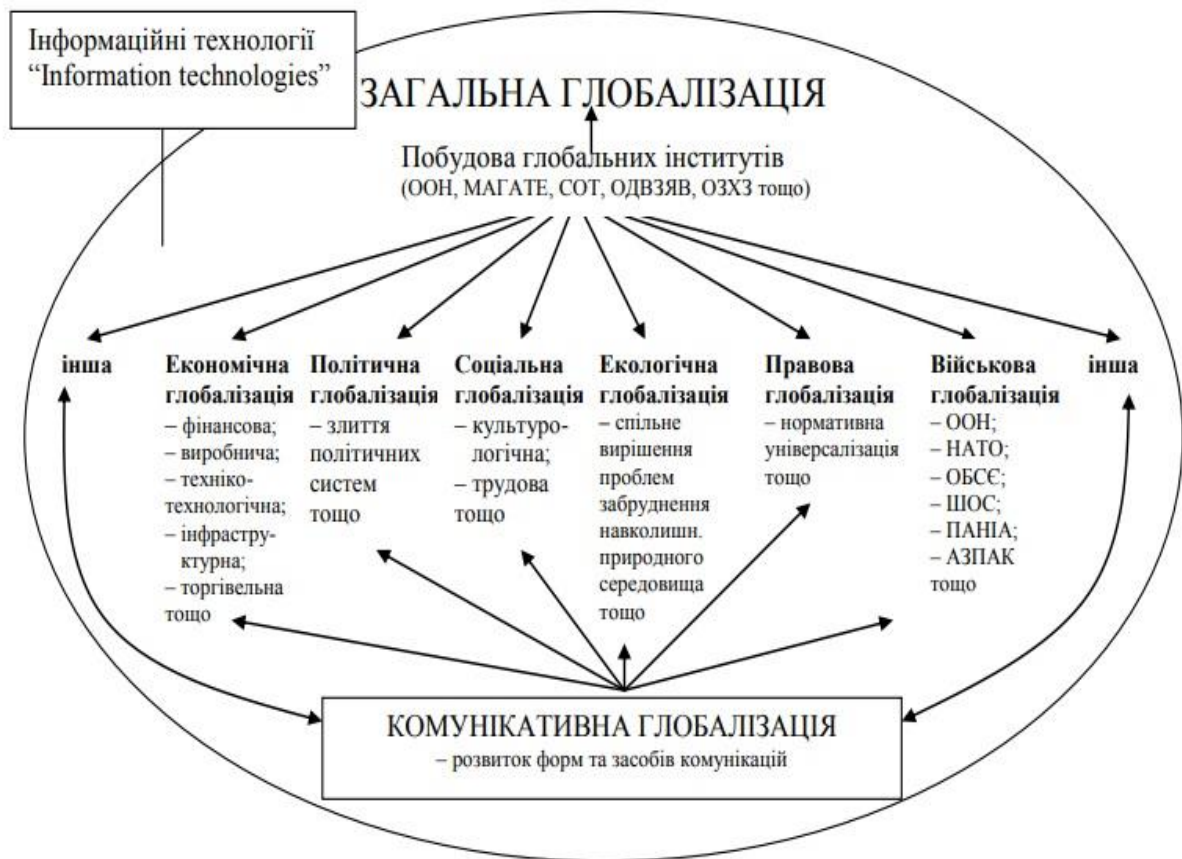 Інформаційні технології
“Information technologies”
ЗАГАЛЬНА ГЛОБАЛІЗАЦІЯ
Побудова глобальних інститутів
(ООН, МАГАТЕ, СОТ, ОДВЗЯВ, ОЗХЗ тощо)
інша
Економічна
глобалізація
– фінансова;
– виробнича;
– техніко-
технологічна;
– інфрастру-
ктурна;
– торгівельна
тощо
Політична
глобалізація
– злиття
політичних
систем
тощо
Соціальна
глобалізація
– культуро-
логічна;
– трудова
тощо
Екологічна
глобалізація
– спільне
вирішення
проблем
забруднення
навколишн.
природного
середовища
тощо
Правова
глобалізація
– нормативна
універсалізація
тощо
Військова
глобалізація
– ООН;
– НАТО;
– ОБСЄ;
– ШОС;
– ПАНІА;
– АЗПАК
тощо
інша
КОМУНІКАТИВНА ГЛОБАЛІЗАЦІЯ
– розвиток форм та засобів комунікацій